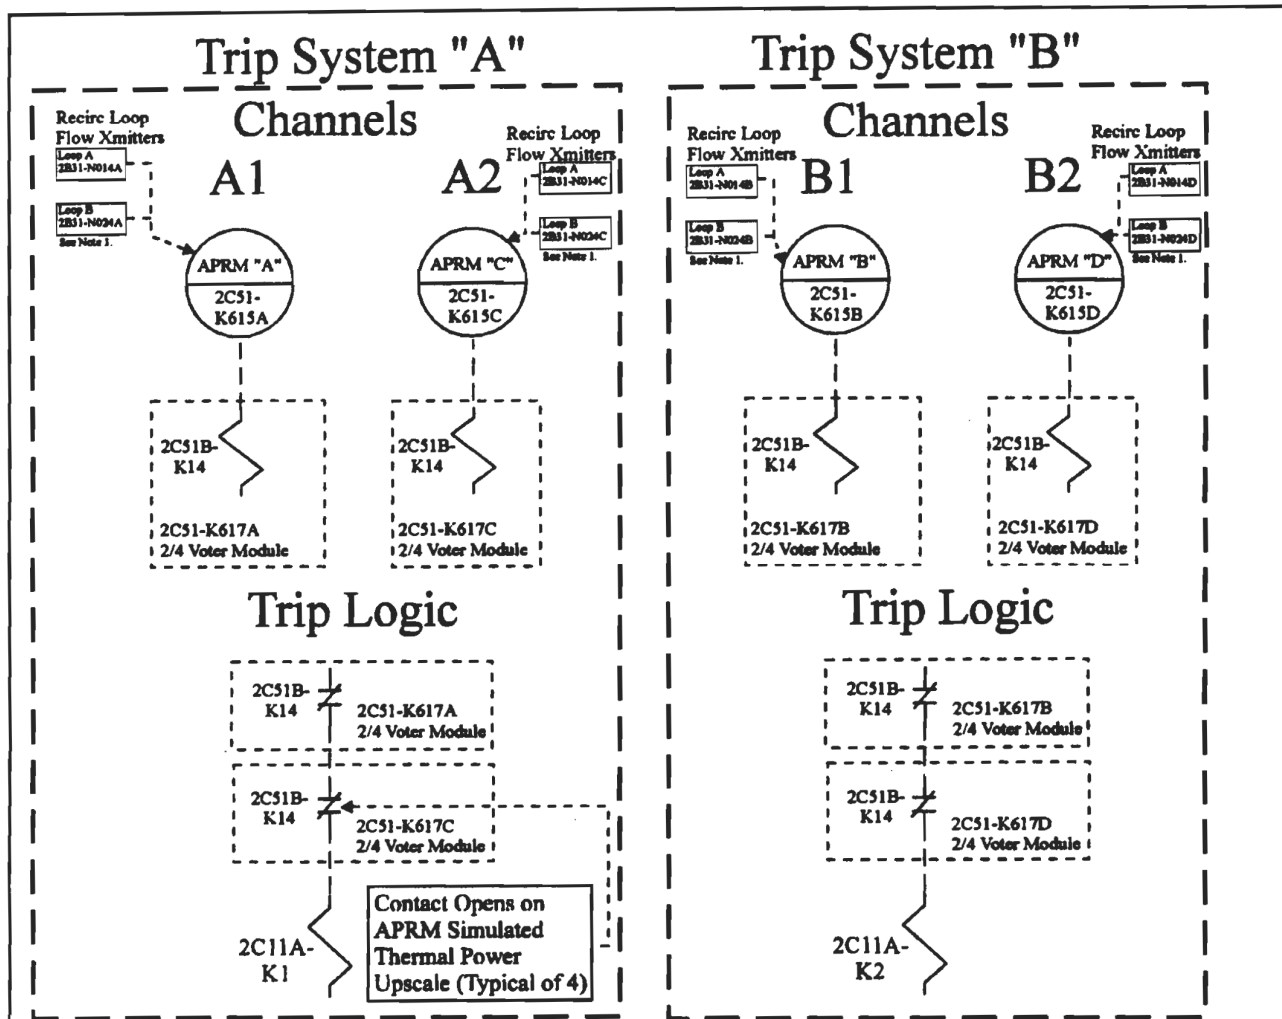 Trip System "A"
Channels
Recirc Loop
Flow Xmitters
Loop A
2B31-N014A
Loop B
2B31-N024A
See Note 1.
A1
APRM "A"
2C51-
K615A
A2
Recirc Loop
Flow Xmitters
Loop A
2B31-N014C
Loop B
2B31-N024C
See Note 1.
APRM "C"
2C51-
K615C
2C51B-
K14
2C51-K617A
2/4 Voter Module
2C51B-
K14
2C51-K617C
2/4 Voter Module
Trip Logic
2C51B-
K14
2C51-K617A
2/4 Voter Module
2C51B-
K14
2C51-K617C
2/4 Voter Module
2C11A-
K1
Contact Opens on
APRM Simulated
Thermal Power
Upscale (Typical of 4)
Trip System "B"
Channels
Recirc Loop
Flow Xmitters
Loop A
2B31-N014B
Loop B
2B31-N024B
See Note 1.
B1
APRM "B"
2C51-
K615B
B2
Recirc Loop
Flow Xmitters
Loop A
2B31-N014D
Loop B
2B31-N024D
See Note 1.
APRM "D"
2C51-
K615D
2C51B-
K14
2C51-K617B
2/4 Voter Module
2C51B-
K14
2C51-K617D
2/4 Voter Module
Trip Logic
2C51B-
K14
2C51-K617B
2/4 Voter Module
2C51B-
K14
2C51-K617D
2/4 Voter Module
2C11A-
K2